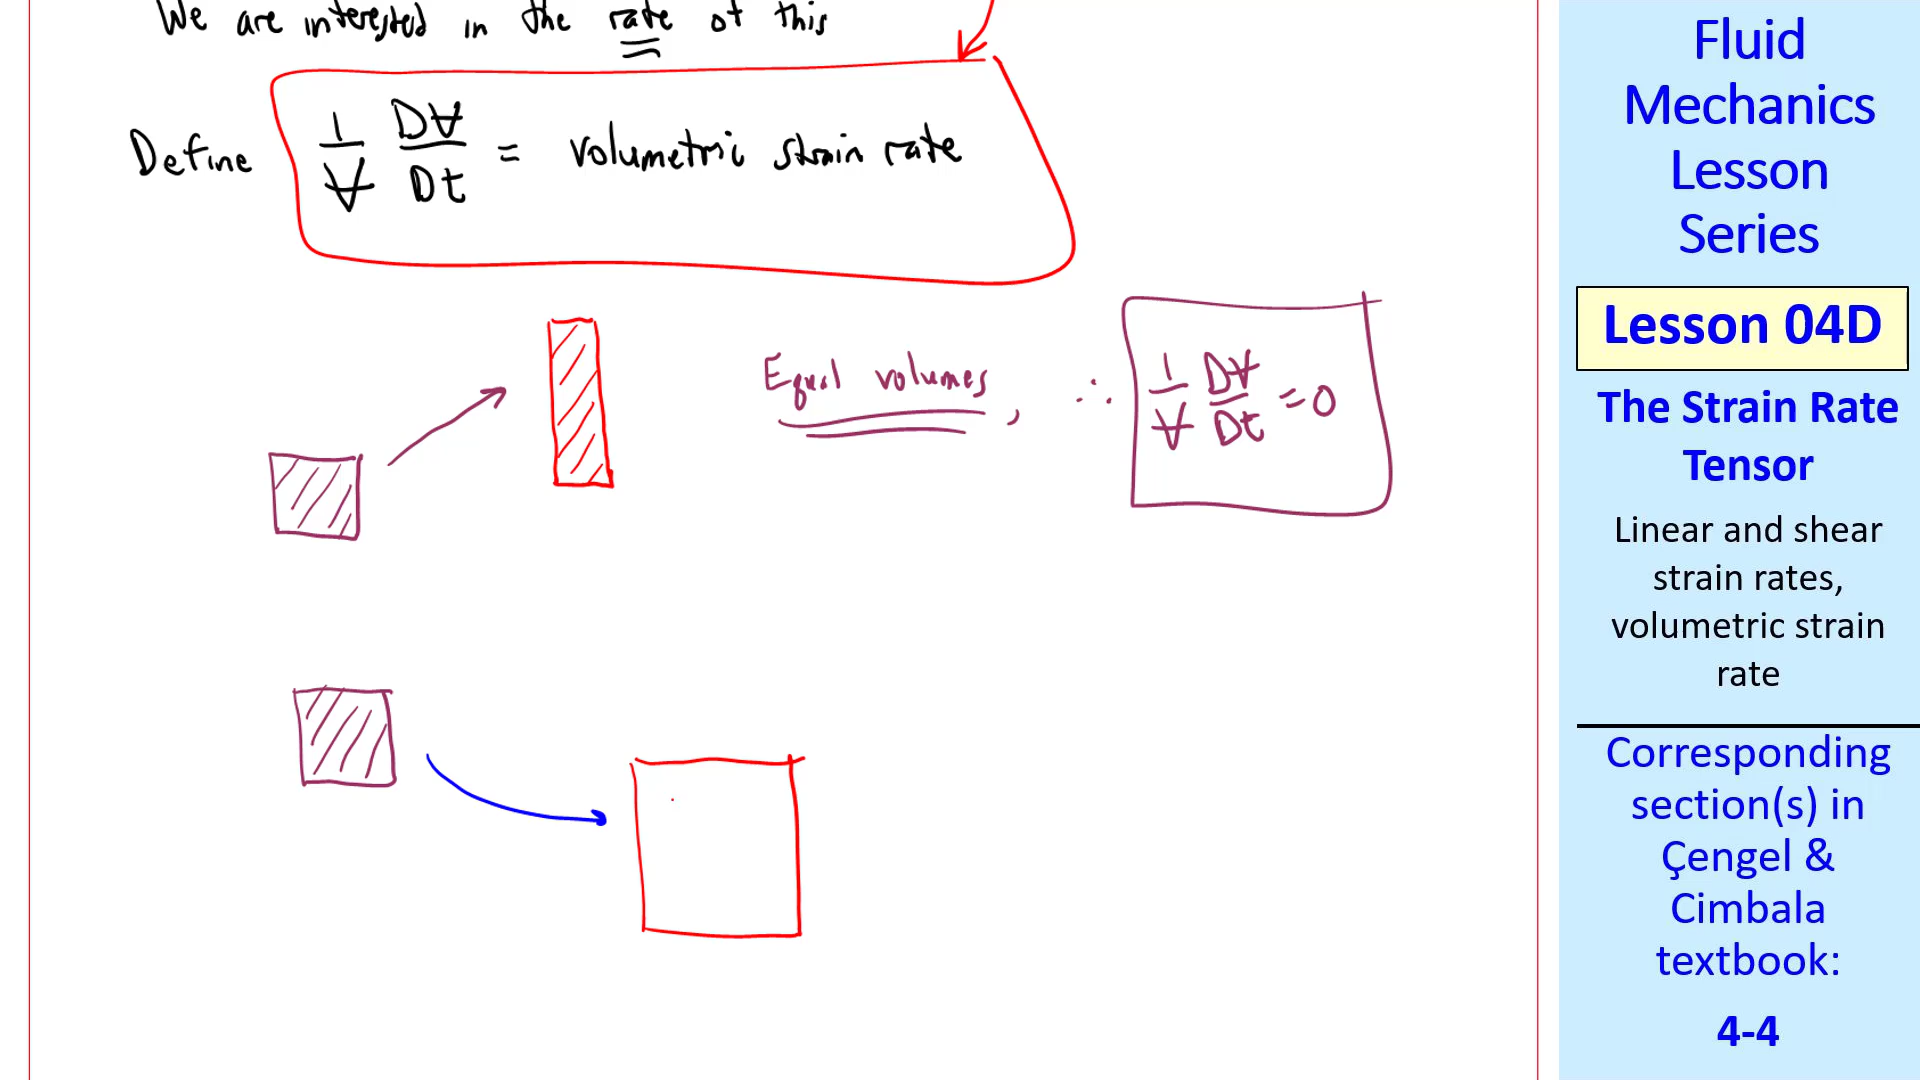 We are interested in the rate of this
Define 1/V DV/Dt = volumetric strain rate
Equal volumes, ∴ 1/V DV/Dt = 0
Fluid
Mechanics
Lesson
Series
Lesson 04D
The Strain Rate
Tensor
Linear and shear
strain rates,
volumetric strain
rate
Corresponding
section(s) in
Çengel &
Cimbala
textbook:
4-4